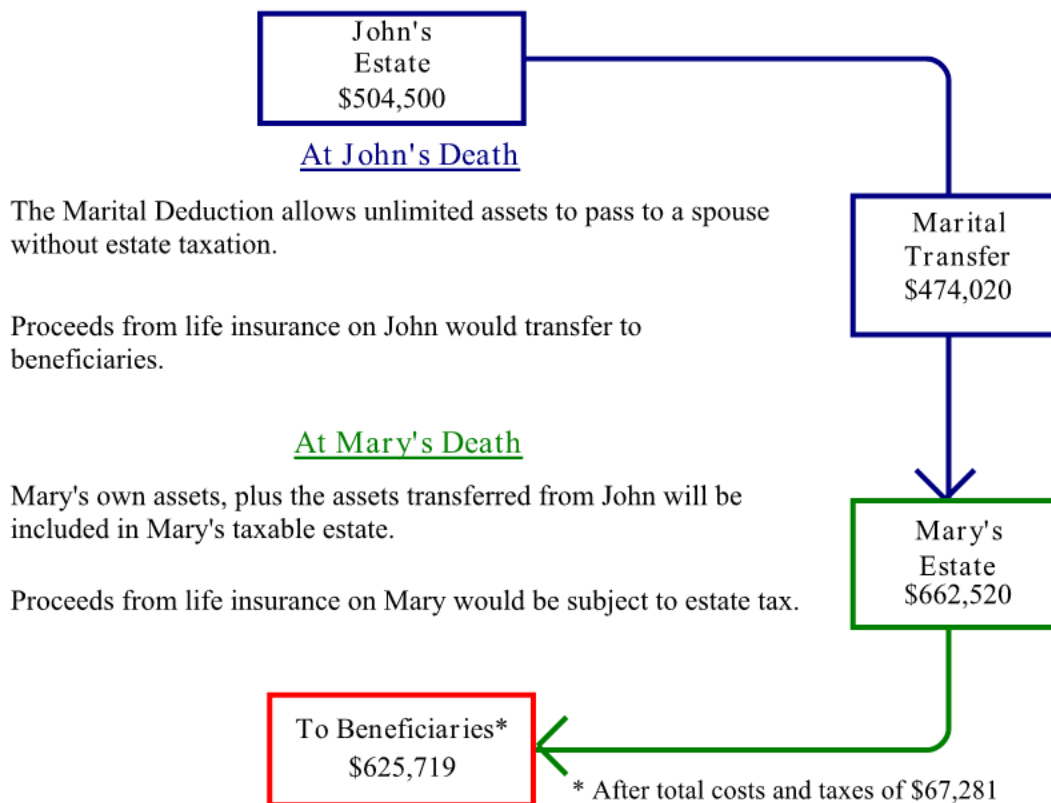 John's
Estate
$504,500
At John's Death
The Marital Deduction allows unlimited assets to pass to a spouse
without estate taxation.
Marital
Transfer
$474,020
Proceeds from life insurance on John would transfer to
beneficiaries.
At Mary's Death
Mary's own assets, plus the assets transferred from John will be
included in Mary's taxable estate.
Mary's
Estate
$662,520
Proceeds from life insurance on Mary would be subject to estate tax.
To Beneficiaries*
$625,719
* After total costs and taxes of $67,281